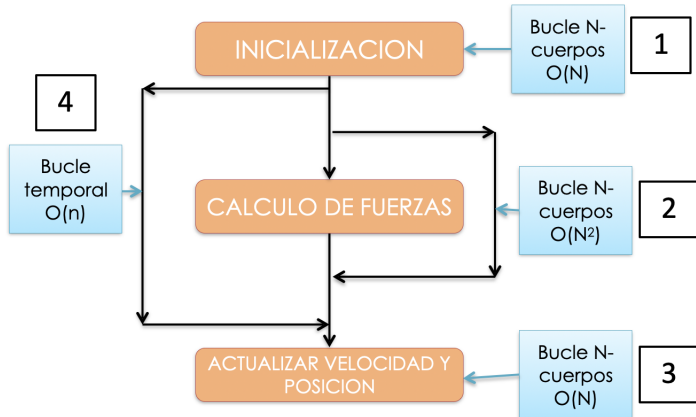 INICIALIZACION
Bucle N-
cuerpos
O(N)
1
4
Bucle
temporal
O(n)
CALCULO DE FUERZAS
Bucle N-
cuerpos
O(N²)
2
ACTUALIZAR VELOCIDAD Y
POSICION
Bucle N-
cuerpos
O(N)
3